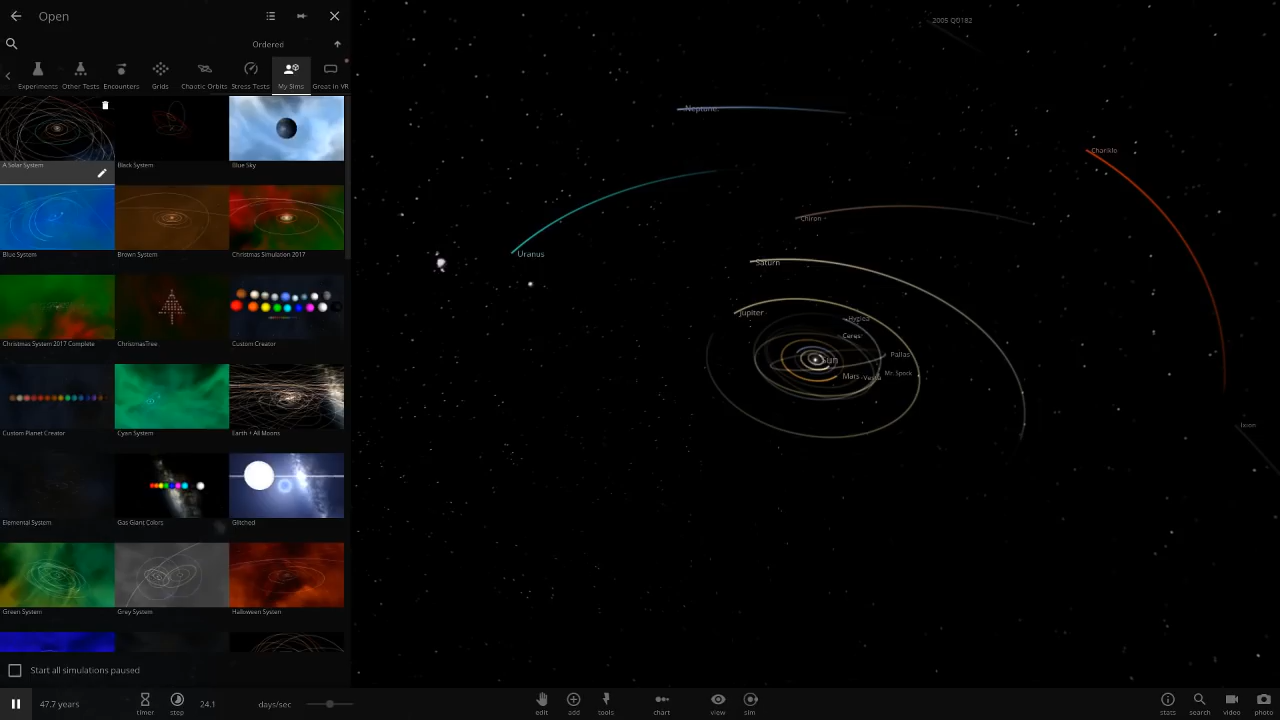 Open
Ordered
Experiments Other Tests Encounters Grids Chaotic Orbits Stress Tests My Sims Great in VR
A Solar System Black System Blue Sky
Blue System Brown System Christmas Simulation 2017
Christmas System 2017 Complete ChristmasTree Custom Creator
Custom Planet Creator Cyan System Earth + All Moons
Elemental System Gas Giant Colors Glitched
Green System Grey System Halloween System
Start all simulations paused
47.7 years timer step 24.1 days/sec edit add tools chart view sim stats search video photo
2005 QU182
Neptune
Chariklo
Chiron
Uranus
Saturn
Jupiter
Hygiea
Ceres
Pallas
Sun
Mars Vesta Mr. Spock
Ixion